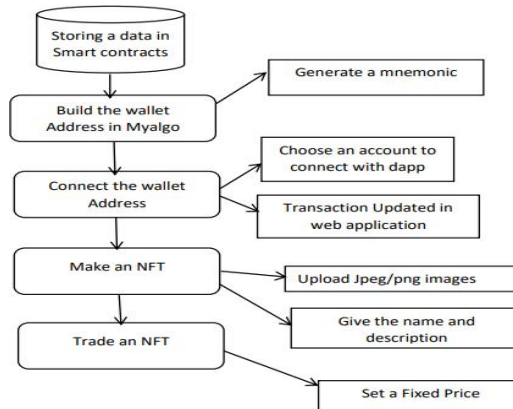 Storing a data in
Smart contracts
Generate a mnemonic
Build the wallet
Address in Myalgo
Choose an account to
connect with dapp
Connect the wallet
Address
Transaction Updated in
web application
Make an NFT
Upload Jpeg/png images
Give the name and
description
Trade an NFT
Set a Fixed Price